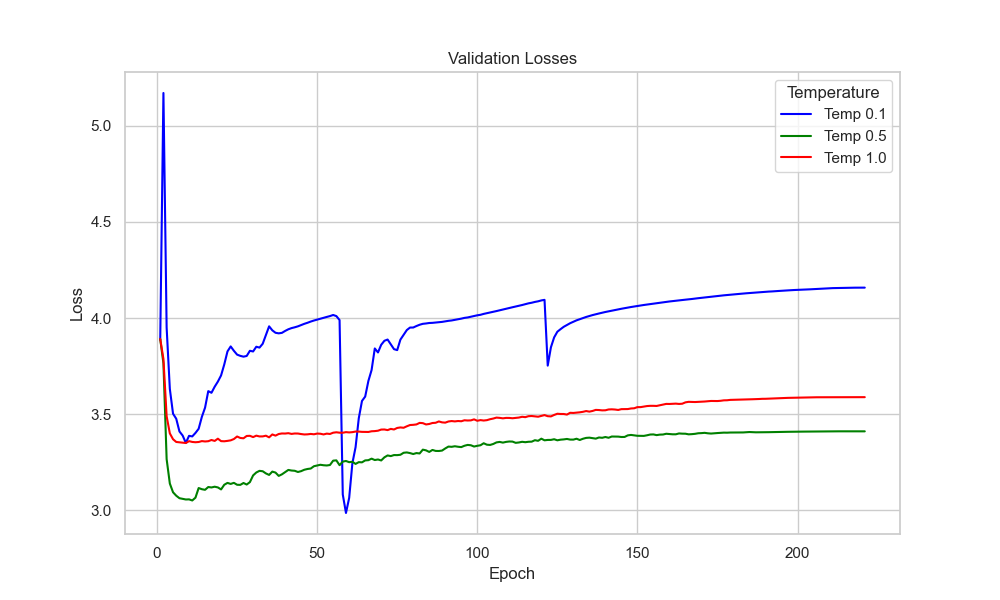 Validation Losses
Temperature
Temp 0.1
Temp 0.5
Temp 1.0
Loss
5.0
4.5
4.0
3.5
3.0
0 50 100 150 200
Epoch